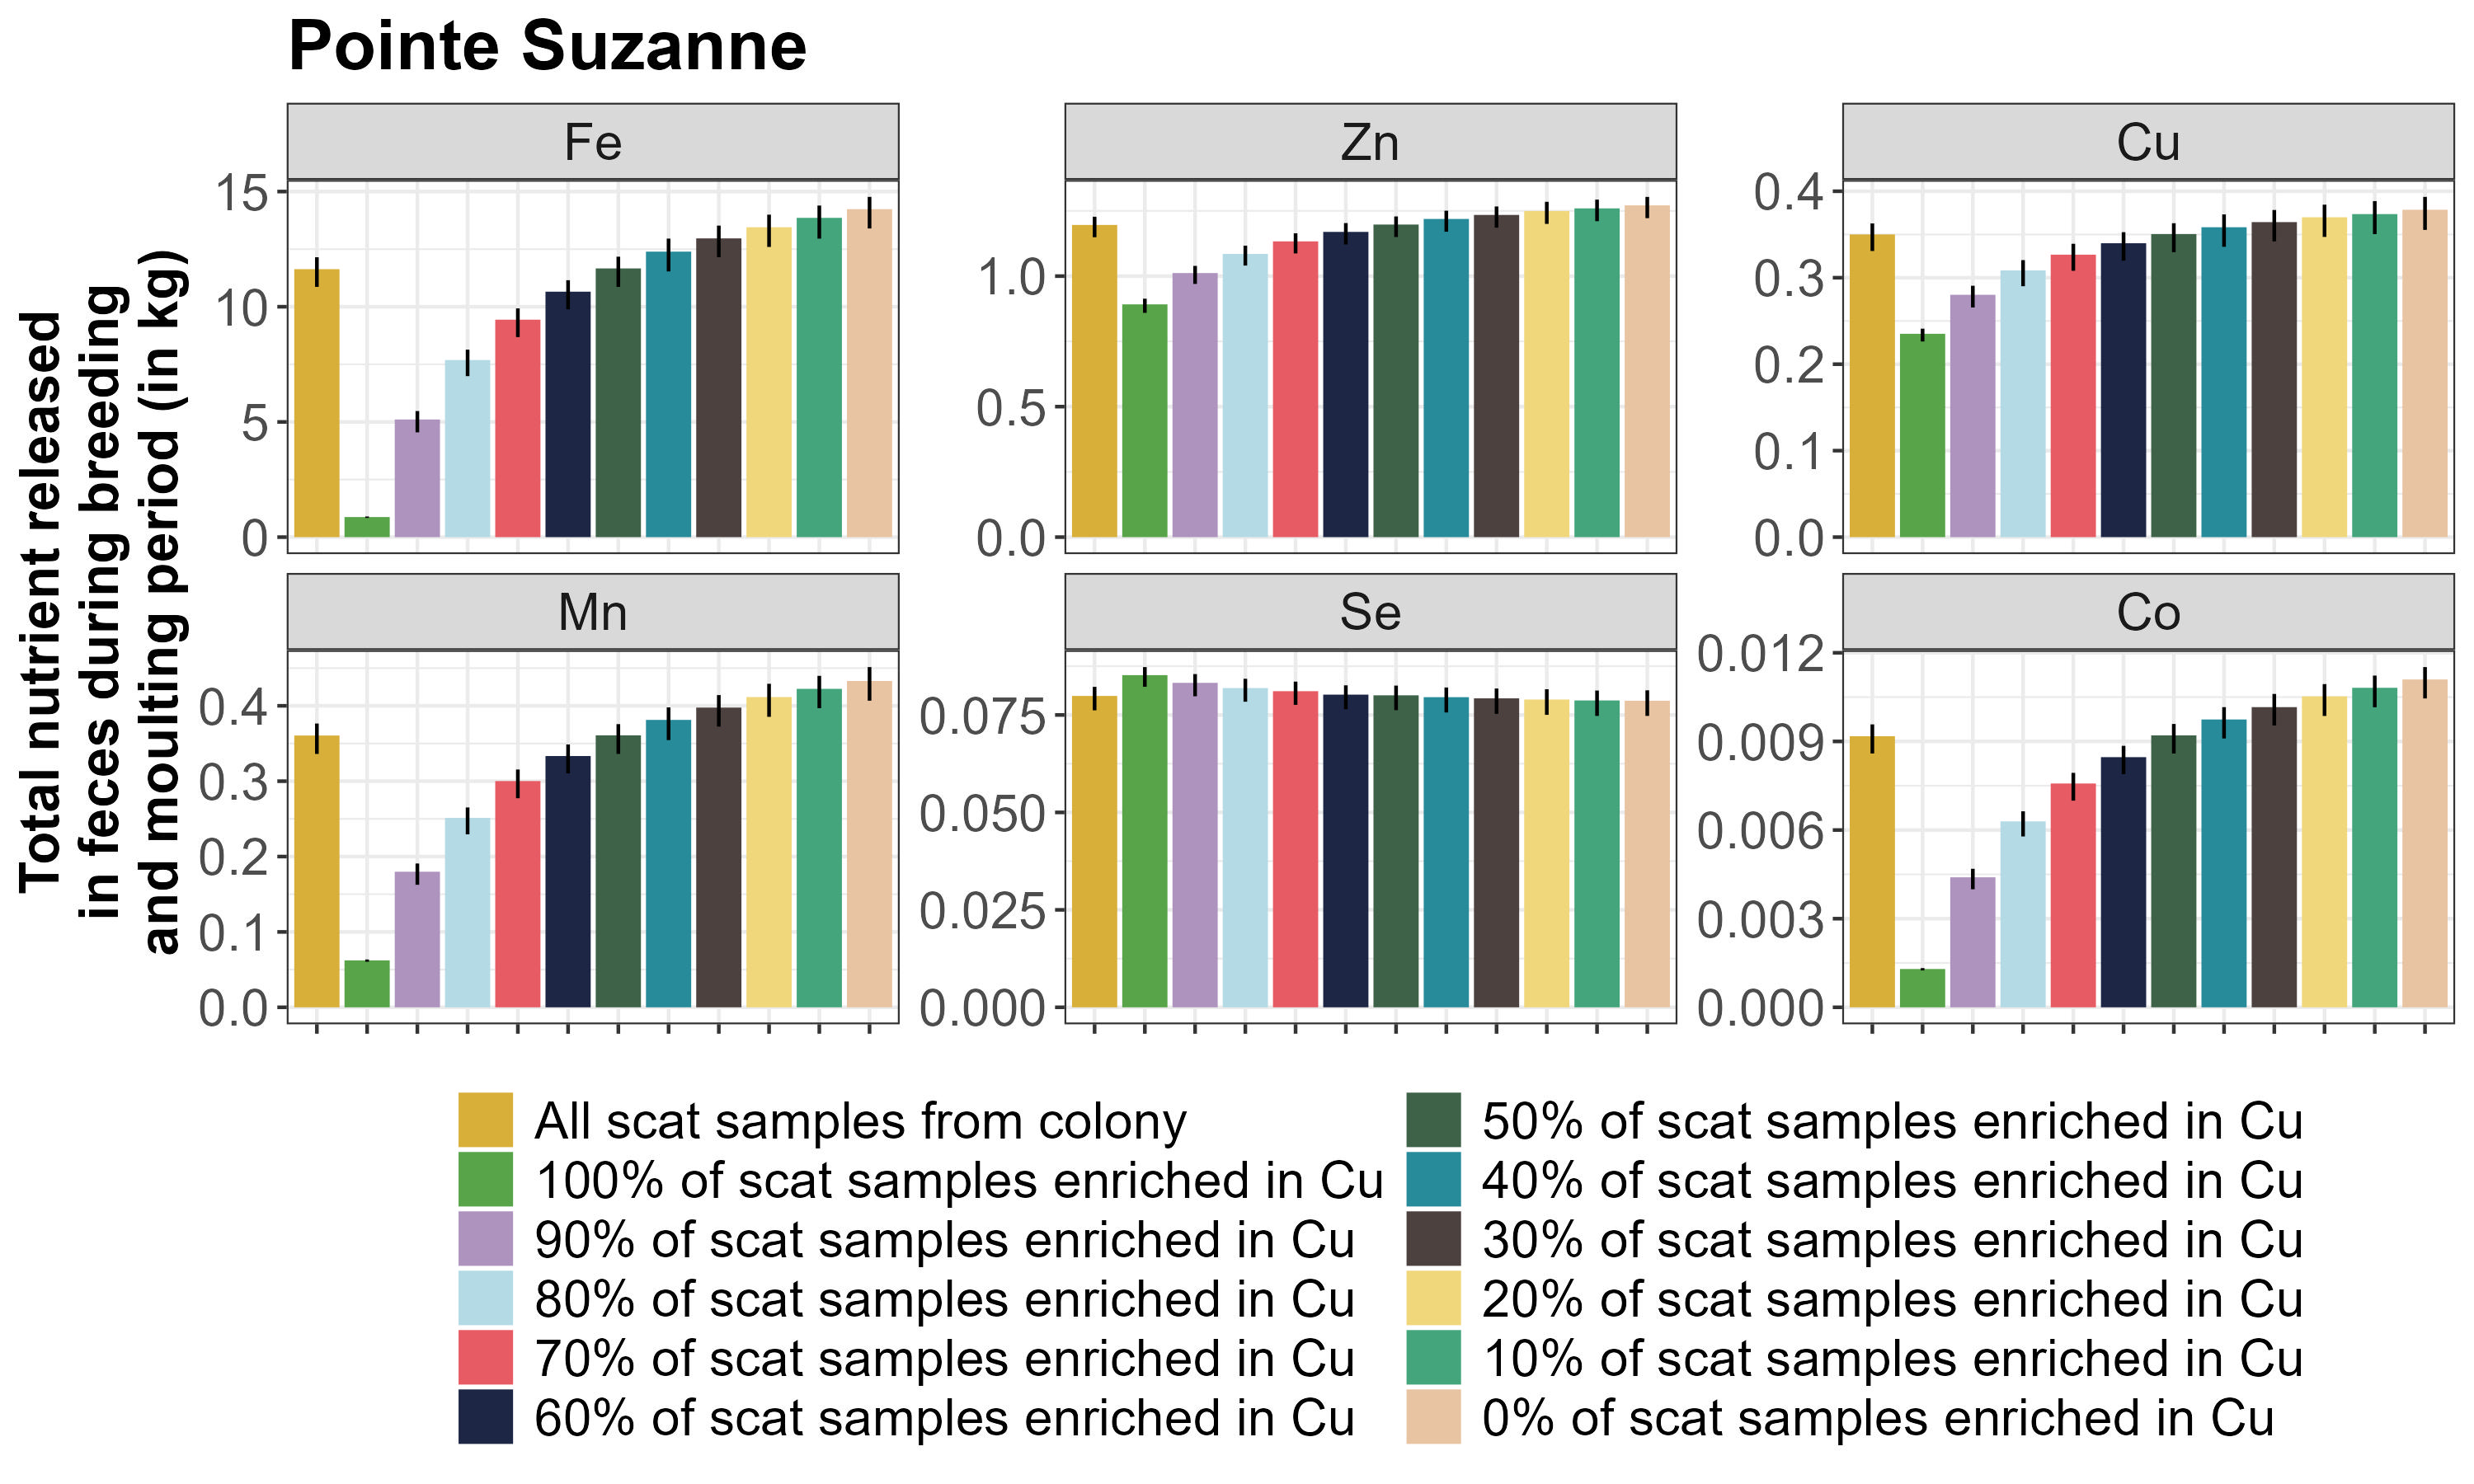 Pointe Suzanne
Total nutrient released
in feces during breeding
and moulting period (in kg)
Fe
15
10
5
0
Zn
1.0
0.5
0.0
Cu
0.4
0.3
0.2
0.1
0.0
Mn
0.4
0.3
0.2
0.1
0.0
Se
0.075
0.050
0.025
0.000
Co
0.012
0.009
0.006
0.003
0.000
All scat samples from colony
100% of scat samples enriched in Cu
90% of scat samples enriched in Cu
80% of scat samples enriched in Cu
70% of scat samples enriched in Cu
60% of scat samples enriched in Cu
50% of scat samples enriched in Cu
40% of scat samples enriched in Cu
30% of scat samples enriched in Cu
20% of scat samples enriched in Cu
10% of scat samples enriched in Cu
0% of scat samples enriched in Cu